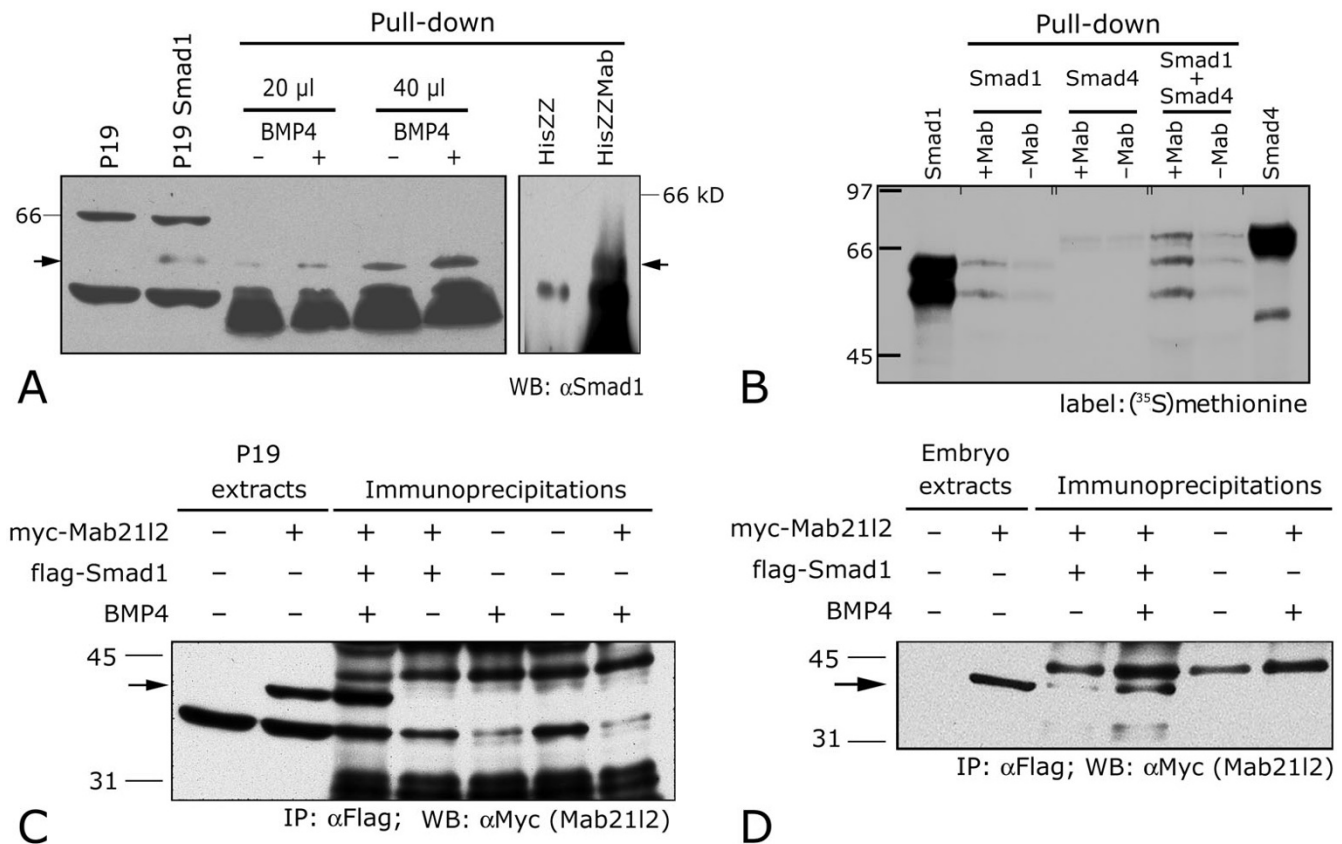 Pull-down
20 µl
40 µl
BMP4
BMP4
P19
P19 Smad1
– + – +
HisZZ
HisZZMab
66
66 kD
WB: αSmad1
A
Pull-down
Smad1
Smad4
Smad1
+
Smad4
Smad1
+Mab
–Mab
+Mab
–Mab
+Mab
–Mab
Smad4
97
66
45
label: (³⁵S)methionine
B
P19
extracts
Immunoprecipitations
myc-Mab21l2 – + + + – – +
flag-Smad1 – – + + – – –
BMP4 – – + – + – +
45
31
IP: αFlag; WB: αMyc (Mab21l2)
C
Embryo
extracts
Immunoprecipitations
myc-Mab21l2 – + + + – +
flag-Smad1 – – + + – –
BMP4 – – – + – +
45
31
IP: αFlag; WB: αMyc (Mab21l2)
D